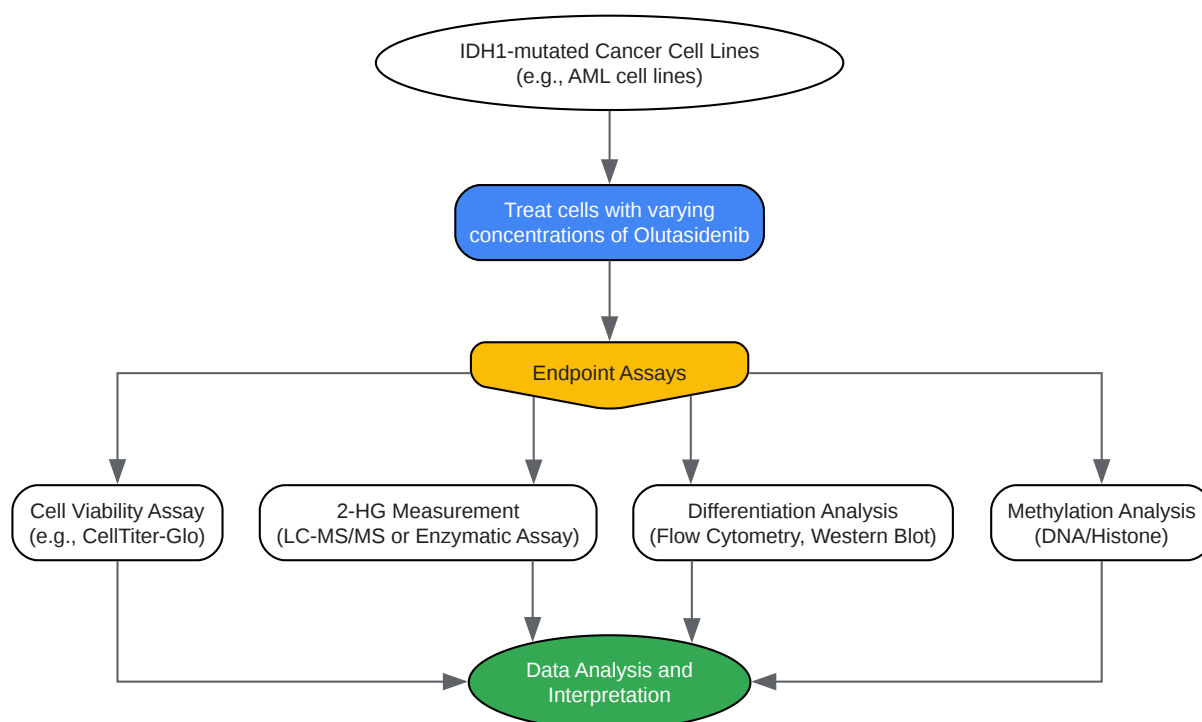 IDH1-mutated Cancer Cell Lines
(e.g., AML cell lines)
Treat cells with varying
concentrations of Olutasidenib
Endpoint Assays
Cell Viability Assay
(e.g., CellTiter-Glo)
2-HG Measurement
(LC-MS/MS or Enzymatic Assay)
Differentiation Analysis
(Flow Cytometry, Western Blot)
Methylation Analysis
(DNA/Histone)
Data Analysis and
Interpretation